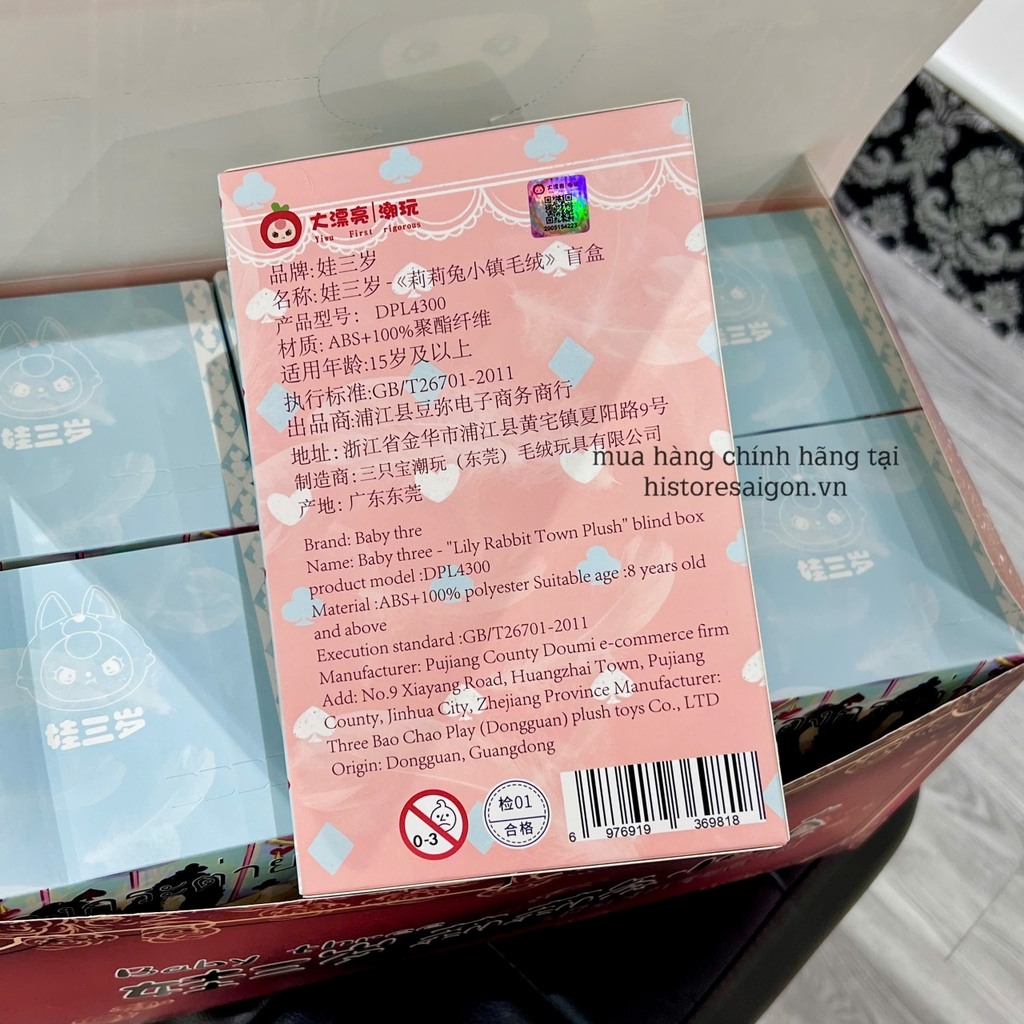 大漂亮|潮玩
Yiwu First rigorous
大漂亮
2905154223
品牌:娃三岁
名称:娃三岁-《莉莉兔小镇毛绒》盲盒
产品型号: DPL4300
材质: ABS+100%聚酯纤维
适用年龄:15岁及以上
执行标准:GB/T26701-2011
出品商:浦江县豆弥电子商务商行
地址: 浙江省金华市浦江县黄宅镇夏阳路9号
制造商: 三只宝潮玩（东莞）毛绒玩具有限公司
产地: 广东东莞
mua hàng chính hãng tại
historesaigon.vn
Brand: Baby thre
Name: Baby three - "Lily Rabbit Town Plush" blind box
product model :DPL4300
Material :ABS+100% polyester Suitable age :8 years old
and above
Execution standard :GB/T26701-2011
Manufacturer: Pujiang County Doumi e-commerce firm
Add: No.9 Xiayang Road, Huangzhai Town, Pujiang
County, Jinhua City, Zhejiang Province Manufacturer:
Three Bao Chao Play (Dongguan) plush toys Co., LTD
Origin: Dongguan, Guangdong
0-3
检01
合格
6 976919 369818
娃三岁
娃三岁
娃三岁